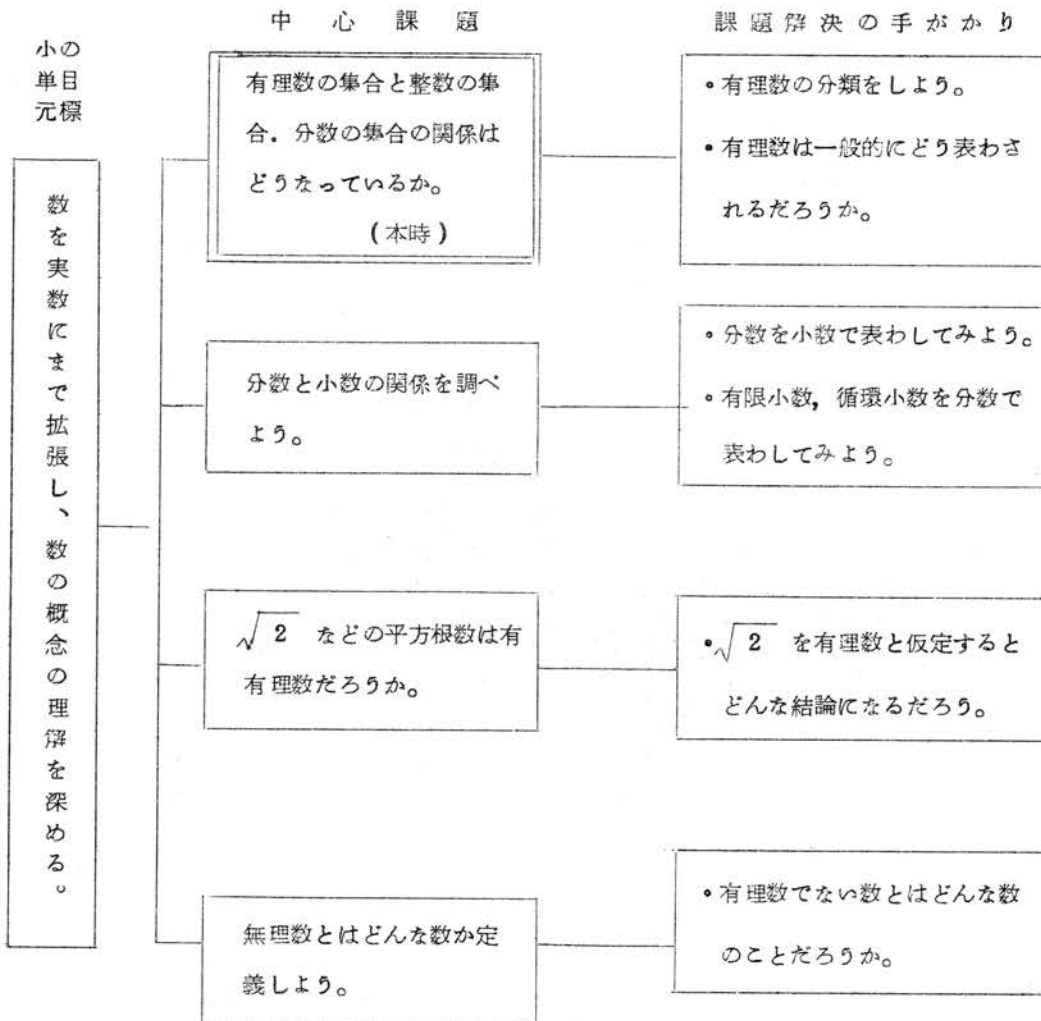 中心課題
課題解決の手がかり
小の
単目
元標
数を実数にまで拡張し、数の概念の理解を深める。
有理数の集合と整数の集
合．分数の集合の関係は
どうなっているか。
(本時)
•有理数の分類をしよう。
•有理数は一般的にどう表わさ
れるだろうか。
分数と小数の関係を調べ
よう。
•分数を小数で表わしてみよう。
•有限小数，循環小数を分数で
表わしてみよう。
√2 などの平方根数は有
有理数だろうか。
•√2 を有理数と仮定すると
どんな結論になるだろう。
無理数とはどんな数か定
義しよう。
•有理数でない数とはどんな数
のことだろうか。